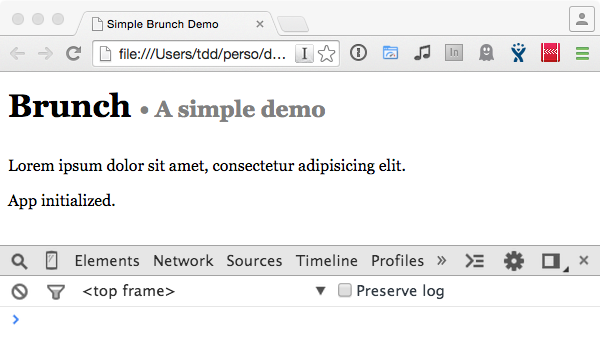 Simple Brunch Demo
file:///Users/tdd/perso/d...
In
Brunch • A simple demo
Lorem ipsum dolor sit amet, consectetur adipisicing elit.
App initialized.
Elements Network Sources Timeline Profiles »
<top frame> ▼ Preserve log